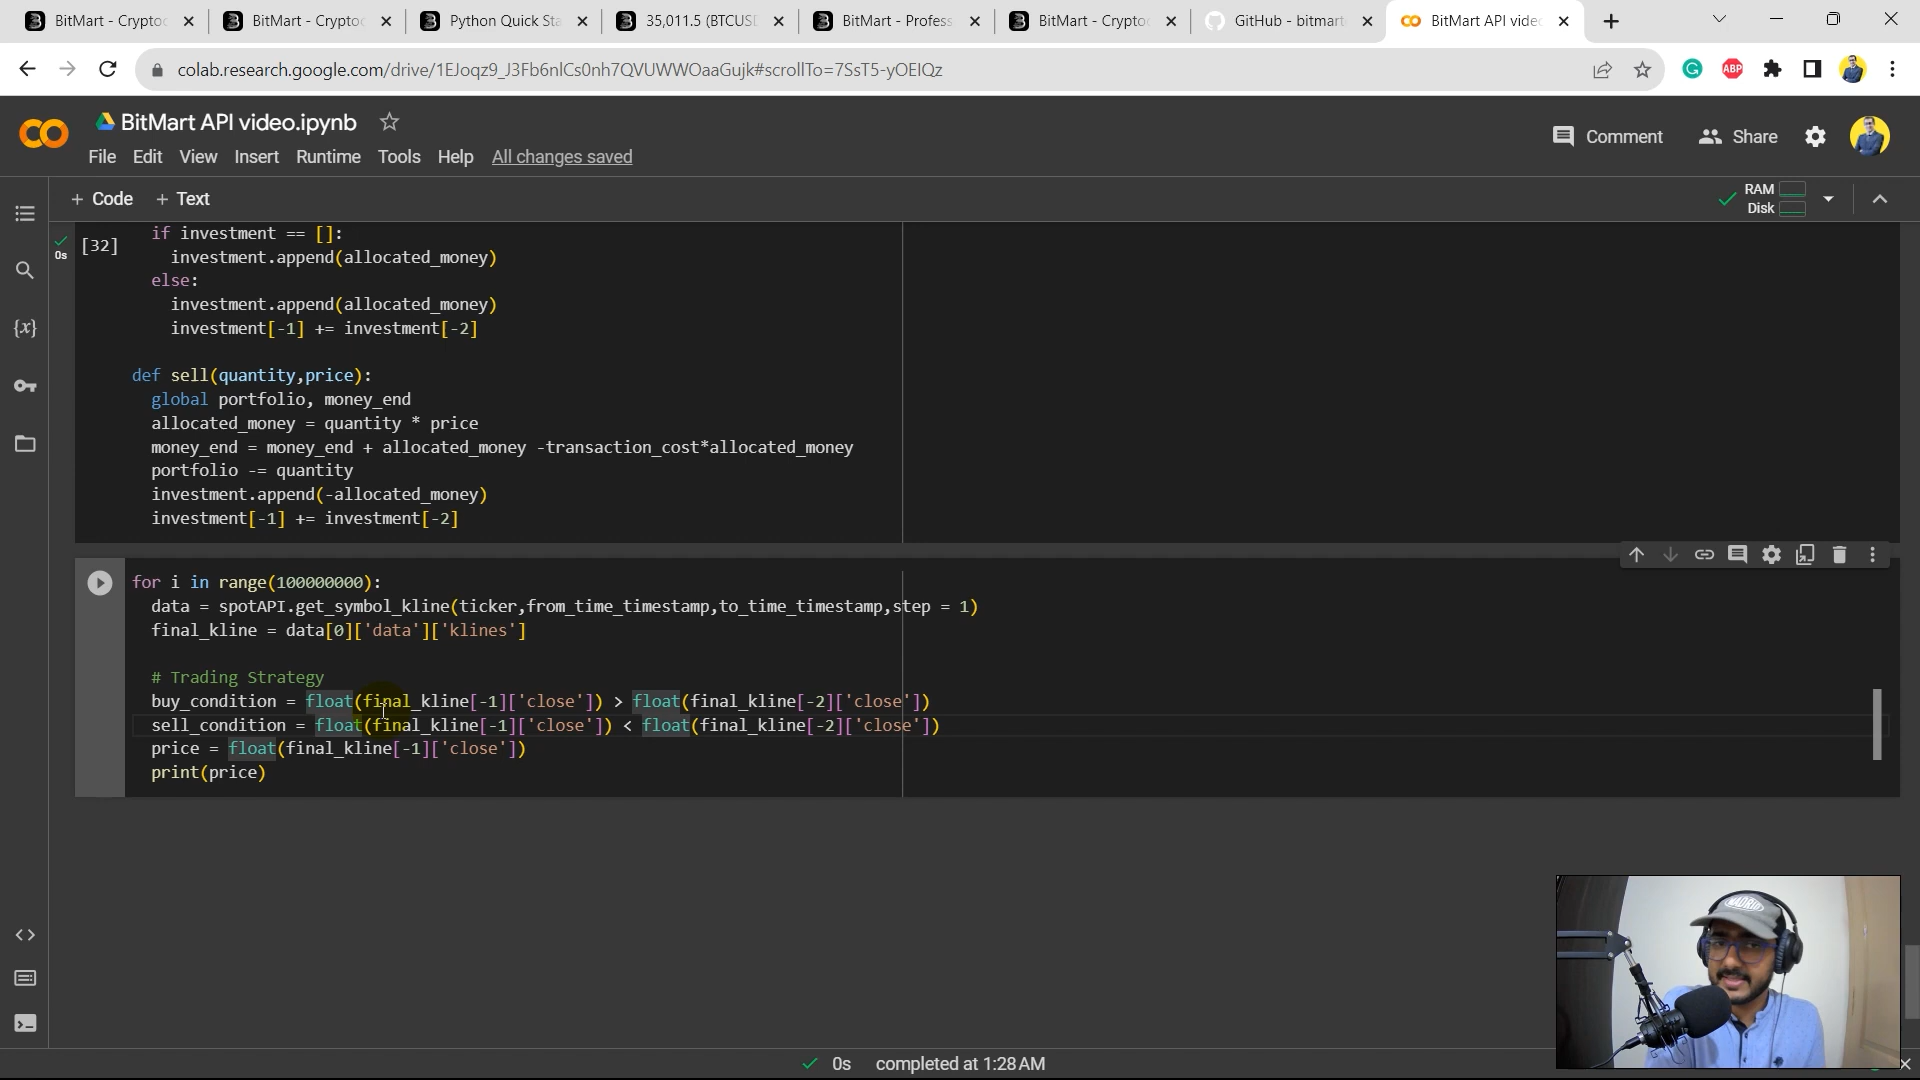 BitMart - Cryptoc
BitMart - Cryptoc
Python Quick Sta
35,011.5 (BTCUSD
BitMart - Profess
BitMart - Cryptoc
GitHub - bitmart
BitMart API vide
colab.research.google.com/drive/1EJoqz9_J3Fb6nlCs0nh7QVUWWOaaGujk#scrollTo=7SsT5-yOEIQz
BitMart API video.ipynb
File Edit View Insert Runtime Tools Help All changes saved
Comment Share
+ Code + Text
RAM
Disk
0s
[32]
if investment == []:
investment.append(allocated_money)
else:
investment.append(allocated_money)
investment[-1] += investment[-2]
def sell(quantity,price):
global portfolio, money_end
allocated_money = quantity * price
money_end = money_end + allocated_money -transaction_cost*allocated_money
portfolio -= quantity
investment.append(-allocated_money)
investment[-1] += investment[-2]
for i in range(100000000):
data = spotAPI.get_symbol_kline(ticker,from_time_timestamp,to_time_timestamp,step = 1)
final_kline = data[0]['data']['klines']
# Trading Strategy
buy_condition = float(final_kline[-1]['close']) > float(final_kline[-2]['close'])
sell_condition = float(final_kline[-1]['close']) < float(final_kline[-2]['close'])
price = float(final_kline[-1]['close'])
print(price)
MADRID
0s completed at 1:28 AM